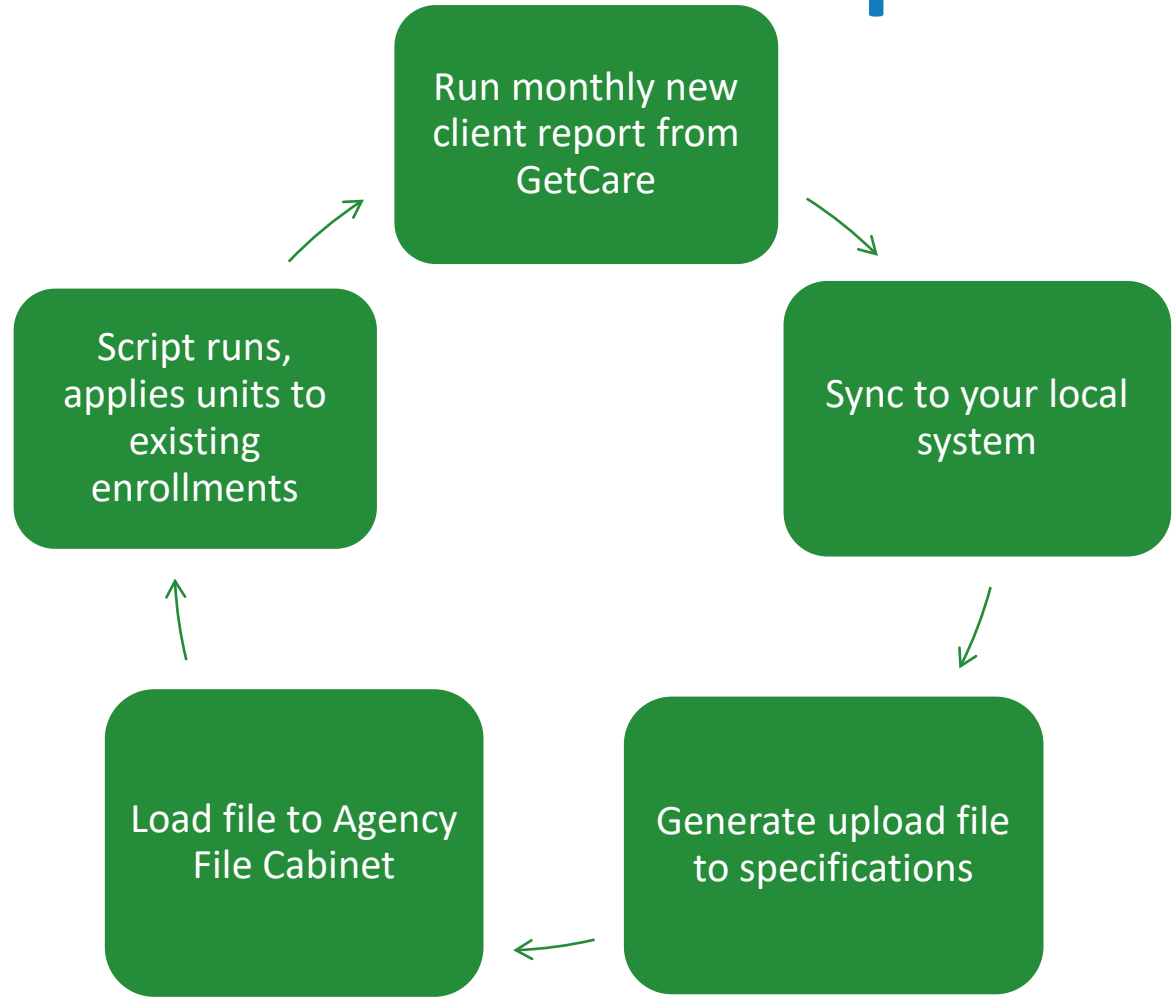 Run monthly new
client report from
GetCare
Sync to your local
system
Generate upload file
to specifications
Load file to Agency
File Cabinet
Script runs,
applies units to
existing
enrollments